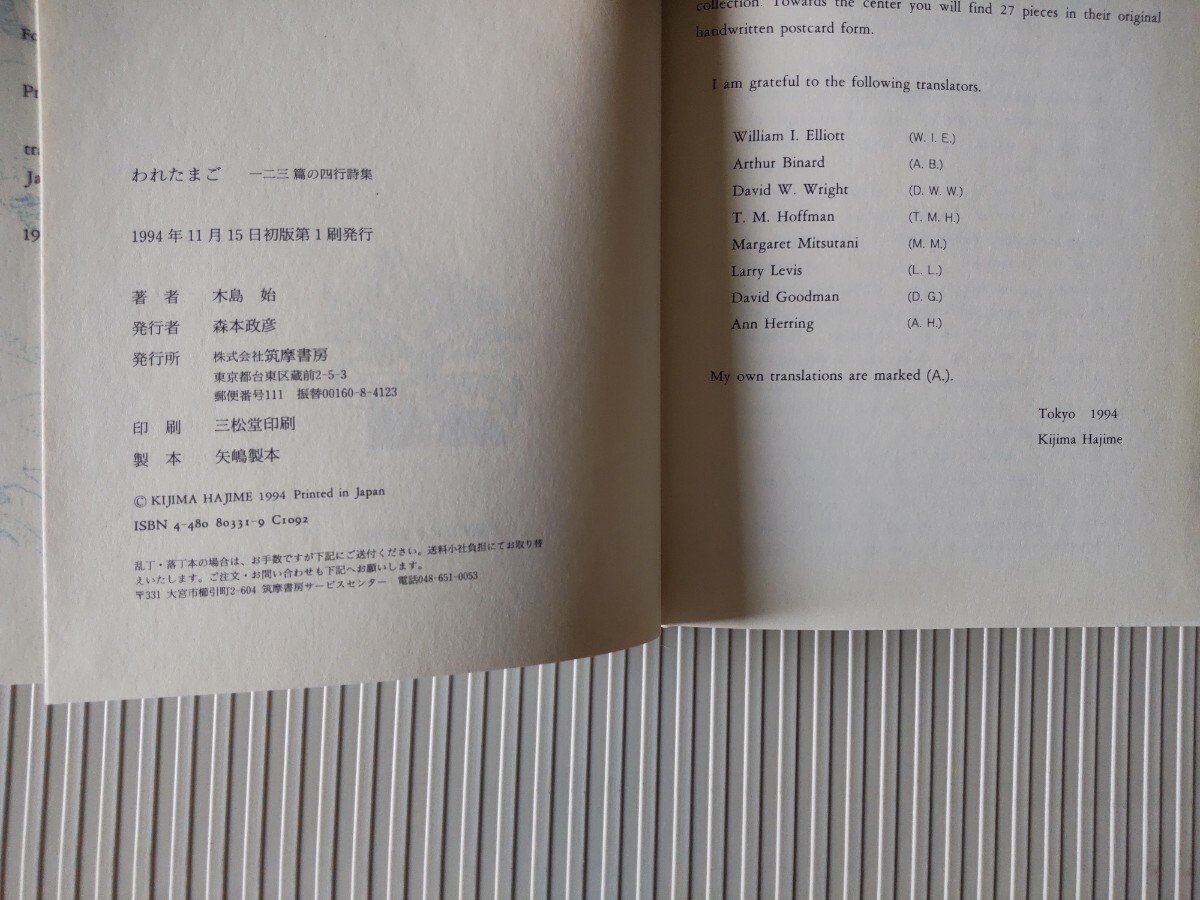 われたまご 一二三篇の四行詩集
1994年11月15日初版第1刷発行
著 者 木島 始
発行者 森本政彦
発行所 株式会社筑摩書房
東京都台東区蔵前2-5-3
郵便番号111 振替00160-8-4123
印 刷 三松堂印刷
製 本 矢嶋製本
© KIJIMA HAJIME 1994 Printed in Japan
ISBN 4-480 80331-9 C1092
乱丁・落丁本の場合は、お手数ですが下記にご送付ください。送料小社負担にてお取り替
えいたします。ご注文・お問い合わせも下記へお願いします。
〒331 大宮市櫛引町2-604 筑摩書房サービスセンター 電話048-651-0053
collection. Towards the center you will find 27 pieces in their original
handwritten postcard form.
I am grateful to the following translators.
William I. Elliott (W. I. E.)
Arthur Binard (A. B.)
David W. Wright (D. W. W.)
T. M. Hoffman (T. M. H.)
Margaret Mitsutani (M. M.)
Larry Levis (L. L.)
David Goodman (D. G.)
Ann Herring (A. H.)
My own translations are marked (A.).
Tokyo 1994
Kijima Hajime